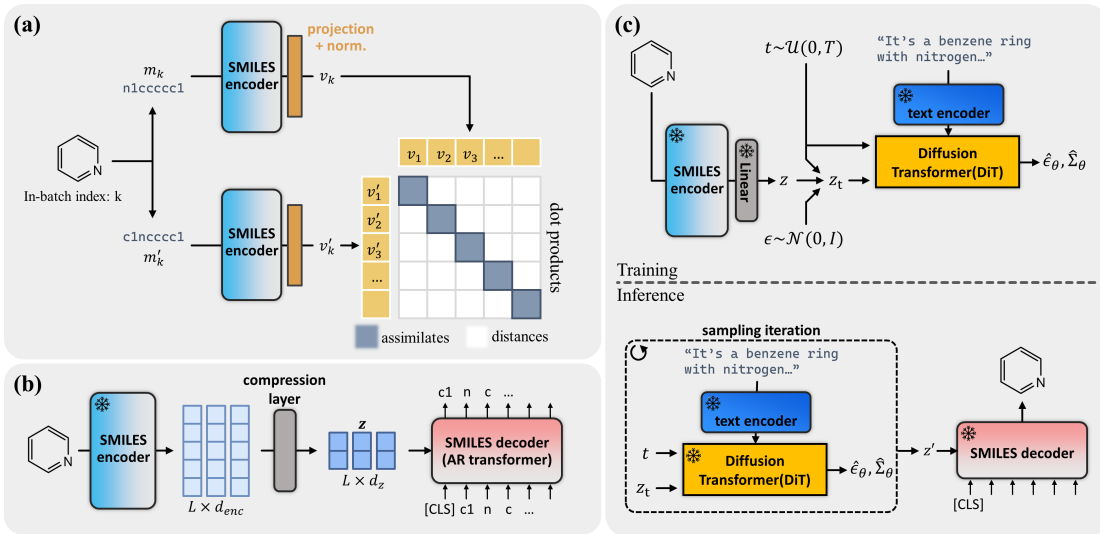 (a)
projection
+ norm.
SMILES
encoder
m_k
n1ccccc1
v_k
N
In-batch index: k
v_1 v_2 v_3 ...
c1ncccc1
m'_k
SMILES
encoder
v'_k
v'_1
v'_2
v'_3
...
dot products
assimilates
distances
(b)
SMILES
encoder
N
L × d_enc
compression
layer
z
L × d_z
c1 n c ...
SMILES decoder
(AR transformer)
[CLS] c1 n c ...
(c)
N
t~𝒰(0, T)
"It's a benzene ring
with nitrogen…"
text encoder
SMILES
encoder
Linear
z
z_t
Diffusion
Transformer(DiT)
ϵ̂_θ, Σ̂_θ
ϵ~𝒩(0, I)
Training
Inference
sampling iteration
"It's a benzene ring
with nitrogen…"
text encoder
t
z_t
Diffusion
Transformer(DiT)
ϵ̂_θ, Σ̂_θ
z'
N
SMILES decoder
[CLS]